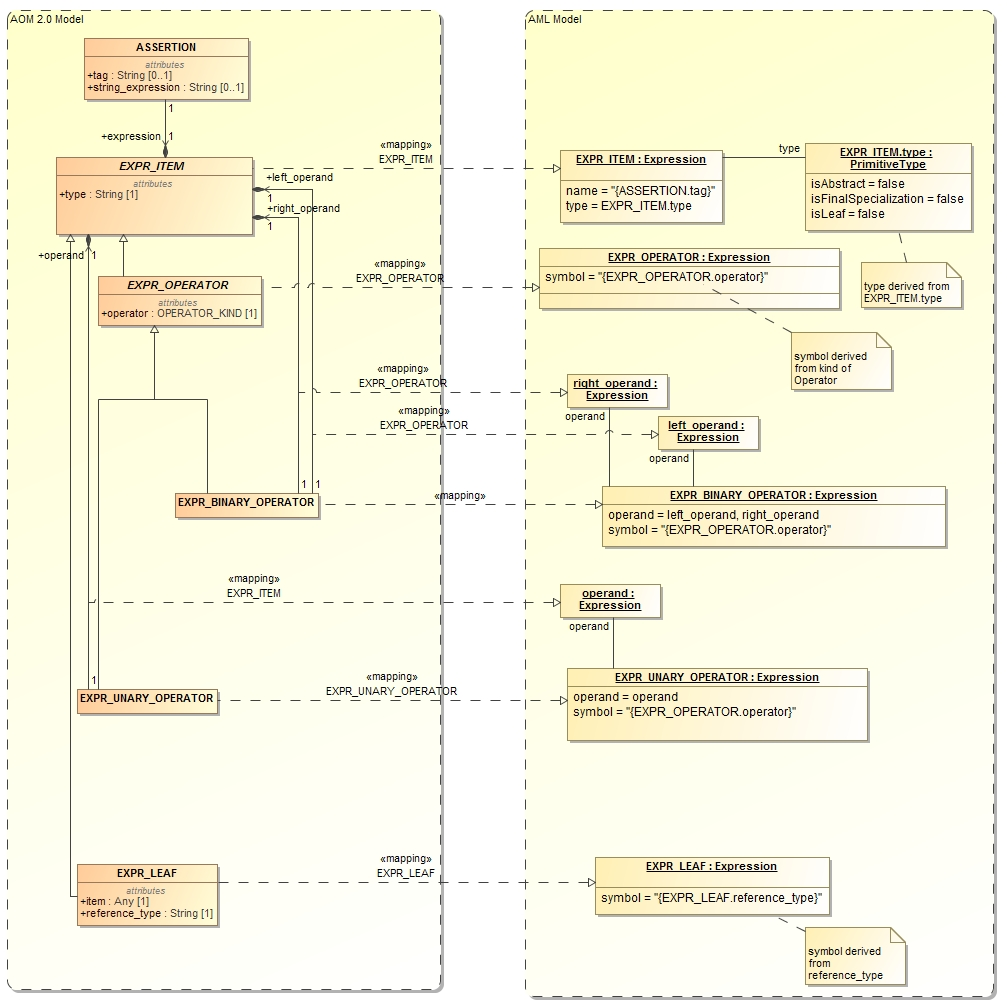 AOM 2.0 Model
ASSERTION
attributes
+tag : String [0..1]
+string_expression : String [0..1]
1
+expression
1
EXPR_ITEM
attributes
+type : String [1]
+left_operand
1
+right_operand
1
+operand
1
EXPR_OPERATOR
attributes
+operator : OPERATOR_KIND [1]
1
1
EXPR_BINARY_OPERATOR
1
EXPR_UNARY_OPERATOR
EXPR_LEAF
attributes
+item : Any [1]
+reference_type : String [1]
«mapping»
EXPR_ITEM
«mapping»
EXPR_OPERATOR
«mapping»
EXPR_OPERATOR
«mapping»
EXPR_OPERATOR
«mapping»
«mapping»
EXPR_ITEM
«mapping»
EXPR_UNARY_OPERATOR
«mapping»
EXPR_LEAF
AML Model
EXPR_ITEM : Expression
name = "{ASSERTION.tag}"
type = EXPR_ITEM.type
type
EXPR_ITEM.type :
PrimitiveType
isAbstract = false
isFinalSpecialization = false
isLeaf = false
type derived from
EXPR_ITEM.type
EXPR_OPERATOR : Expression
symbol = "{EXPR_OPERATOR.operator}"
symbol derived
from kind of
Operator
right_operand :
Expression
operand
left_operand :
Expression
operand
EXPR_BINARY_OPERATOR : Expression
operand = left_operand, right_operand
symbol = "{EXPR_OPERATOR.operator}"
operand :
Expression
operand
EXPR_UNARY_OPERATOR : Expression
operand = operand
symbol = "{EXPR_OPERATOR.operator}"
EXPR_LEAF : Expression
symbol = "{EXPR_LEAF.reference_type}"
symbol derived
from
reference_type